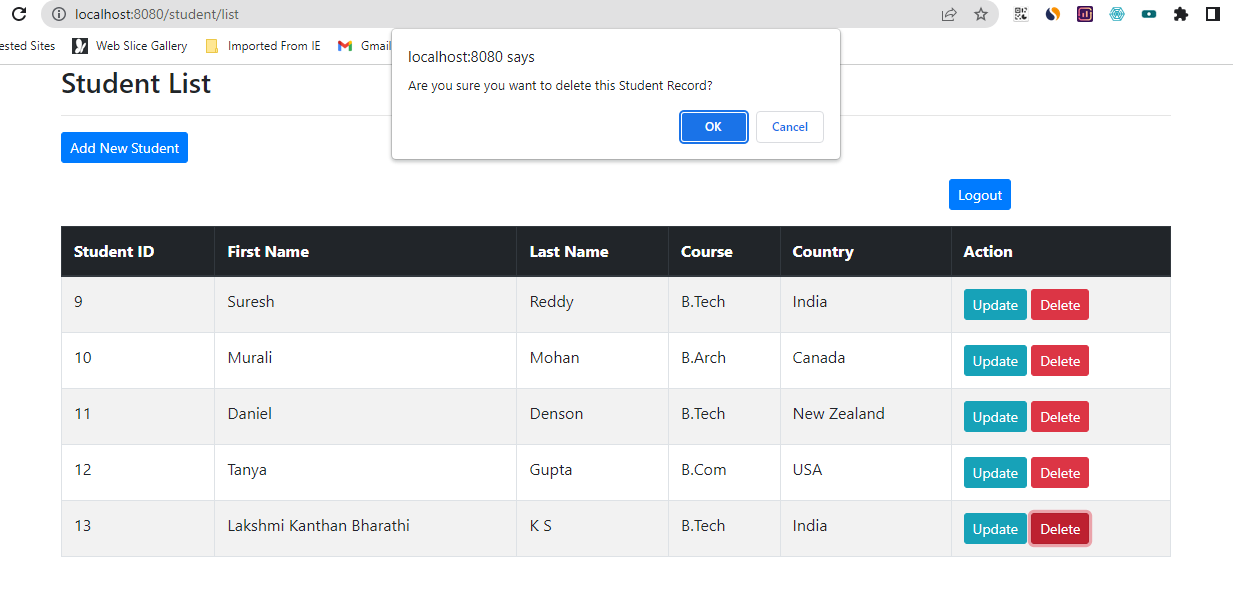 localhost:8080/student/list
ested Sites Web Slice Gallery Imported From IE Gmail
localhost:8080 says
Are you sure you want to delete this Student Record?
OK Cancel
Student List
Add New Student
Logout
Student ID First Name Last Name Course Country Action
9 Suresh Reddy B.Tech India Update Delete
10 Murali Mohan B.Arch Canada Update Delete
11 Daniel Denson B.Tech New Zealand Update Delete
12 Tanya Gupta B.Com USA Update Delete
13 Lakshmi Kanthan Bharathi K S B.Tech India Update Delete